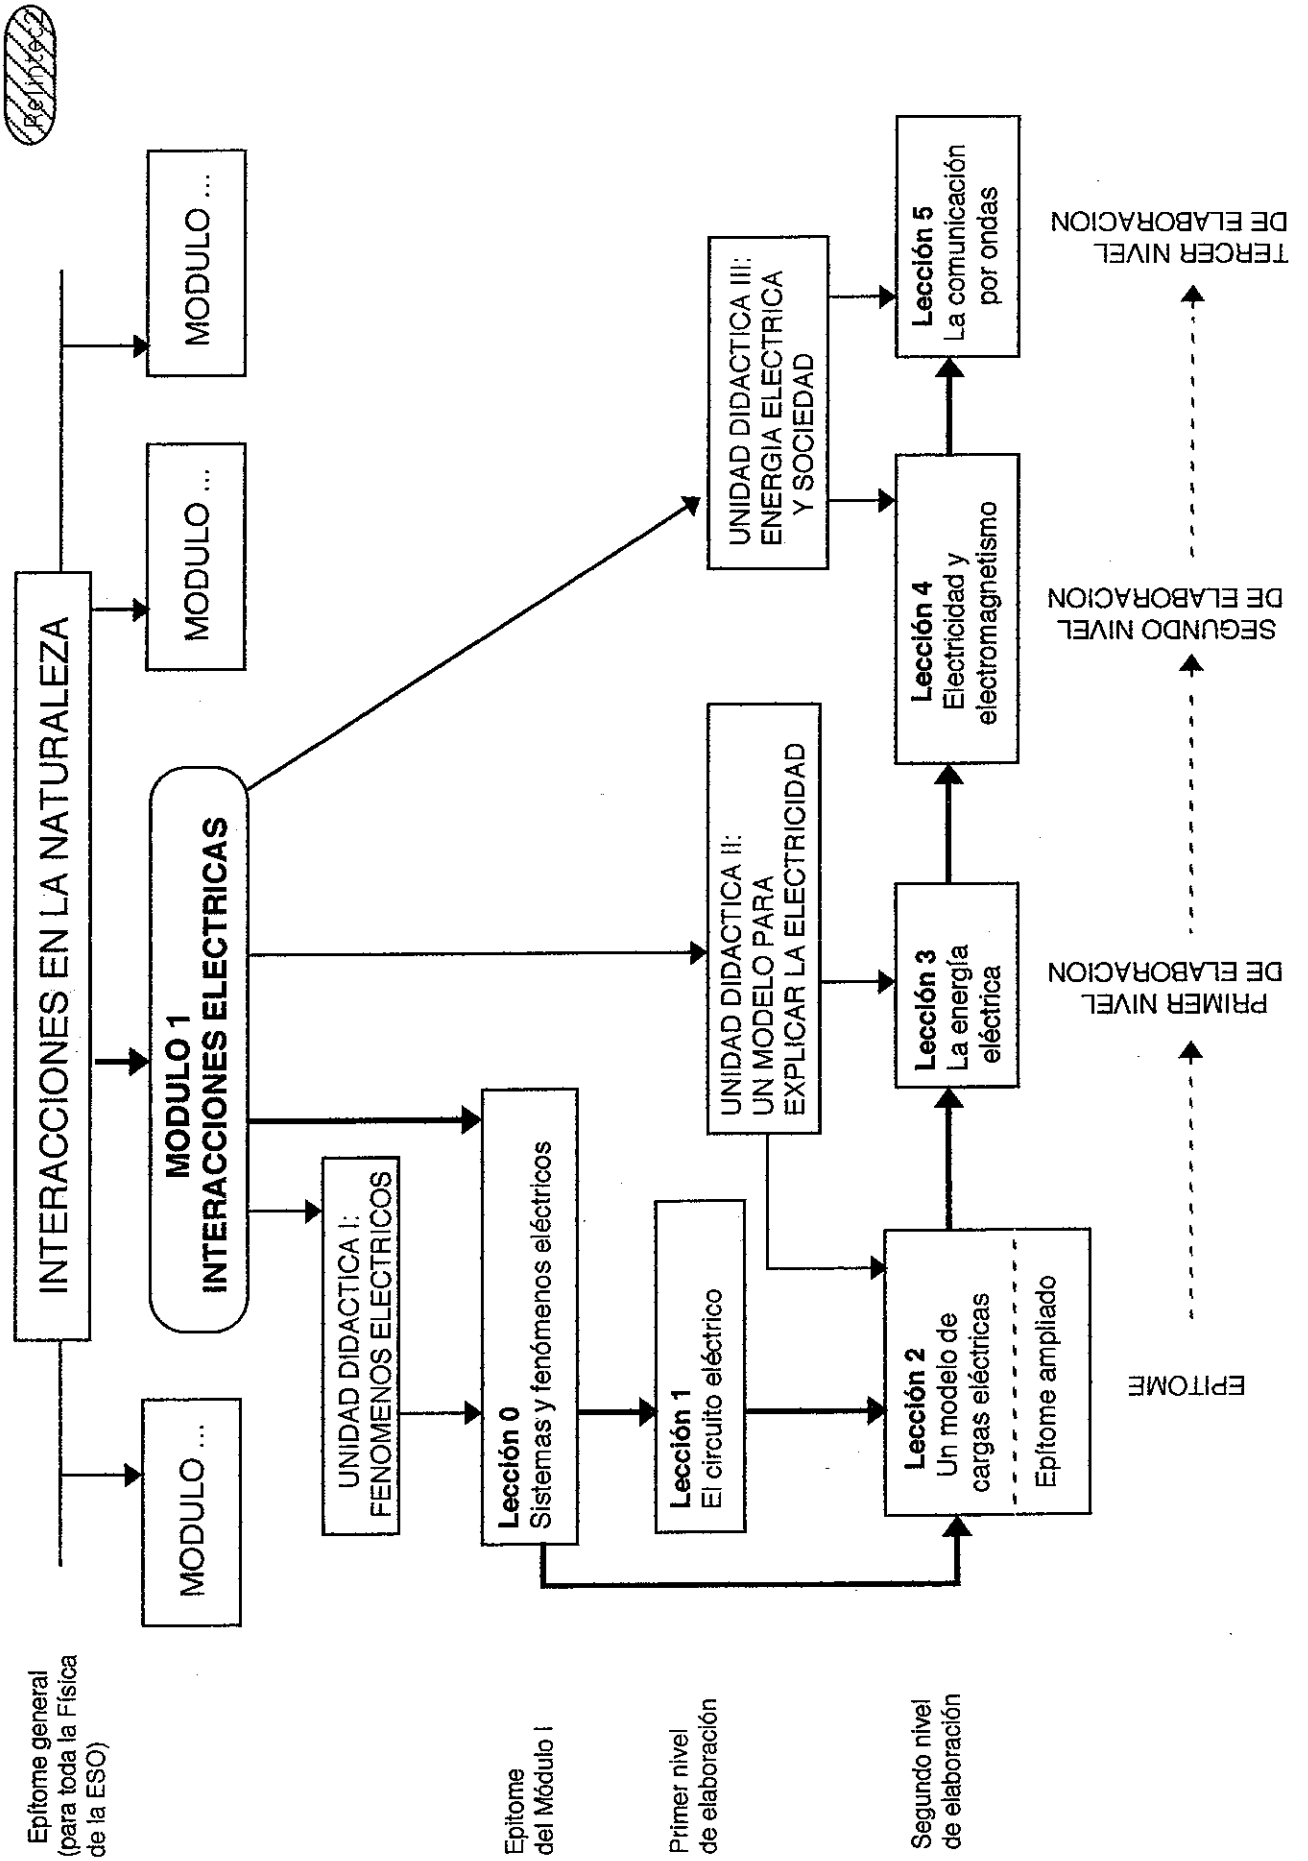 Relintec2
INTERACCIONES EN LA NATURALEZA
Epítome general
(para toda la Física
de la ESO)
MODULO ...
MODULO 1
INTERACCIONES ELECTRICAS
MODULO ...
MODULO ...
UNIDAD DIDACTICA I:
FENOMENOS ELECTRICOS
Epitome
del Módulo I
Lección 0
Sistemas y fenómenos eléctricos
Primer nivel
de elaboración
Lección 1
El circuito eléctrico
UNIDAD DIDACTICA II:
UN MODELO PARA
EXPLICAR LA ELECTRICIDAD
UNIDAD DIDACTICA III:
ENERGIA ELECTRICA
Y SOCIEDAD
Segundo nivel
de elaboración
Lección 2
Un modelo de
cargas eléctricas
Epítome ampliado
Lección 3
La energía
eléctrica
Lección 4
Electricidad y
electromagnetismo
Lección 5
La comunicación
por ondas
EPITOME
PRIMER NIVEL
DE ELABORACION
SEGUNDO NIVEL
DE ELABORACION
TERCER NIVEL
DE ELABORACION